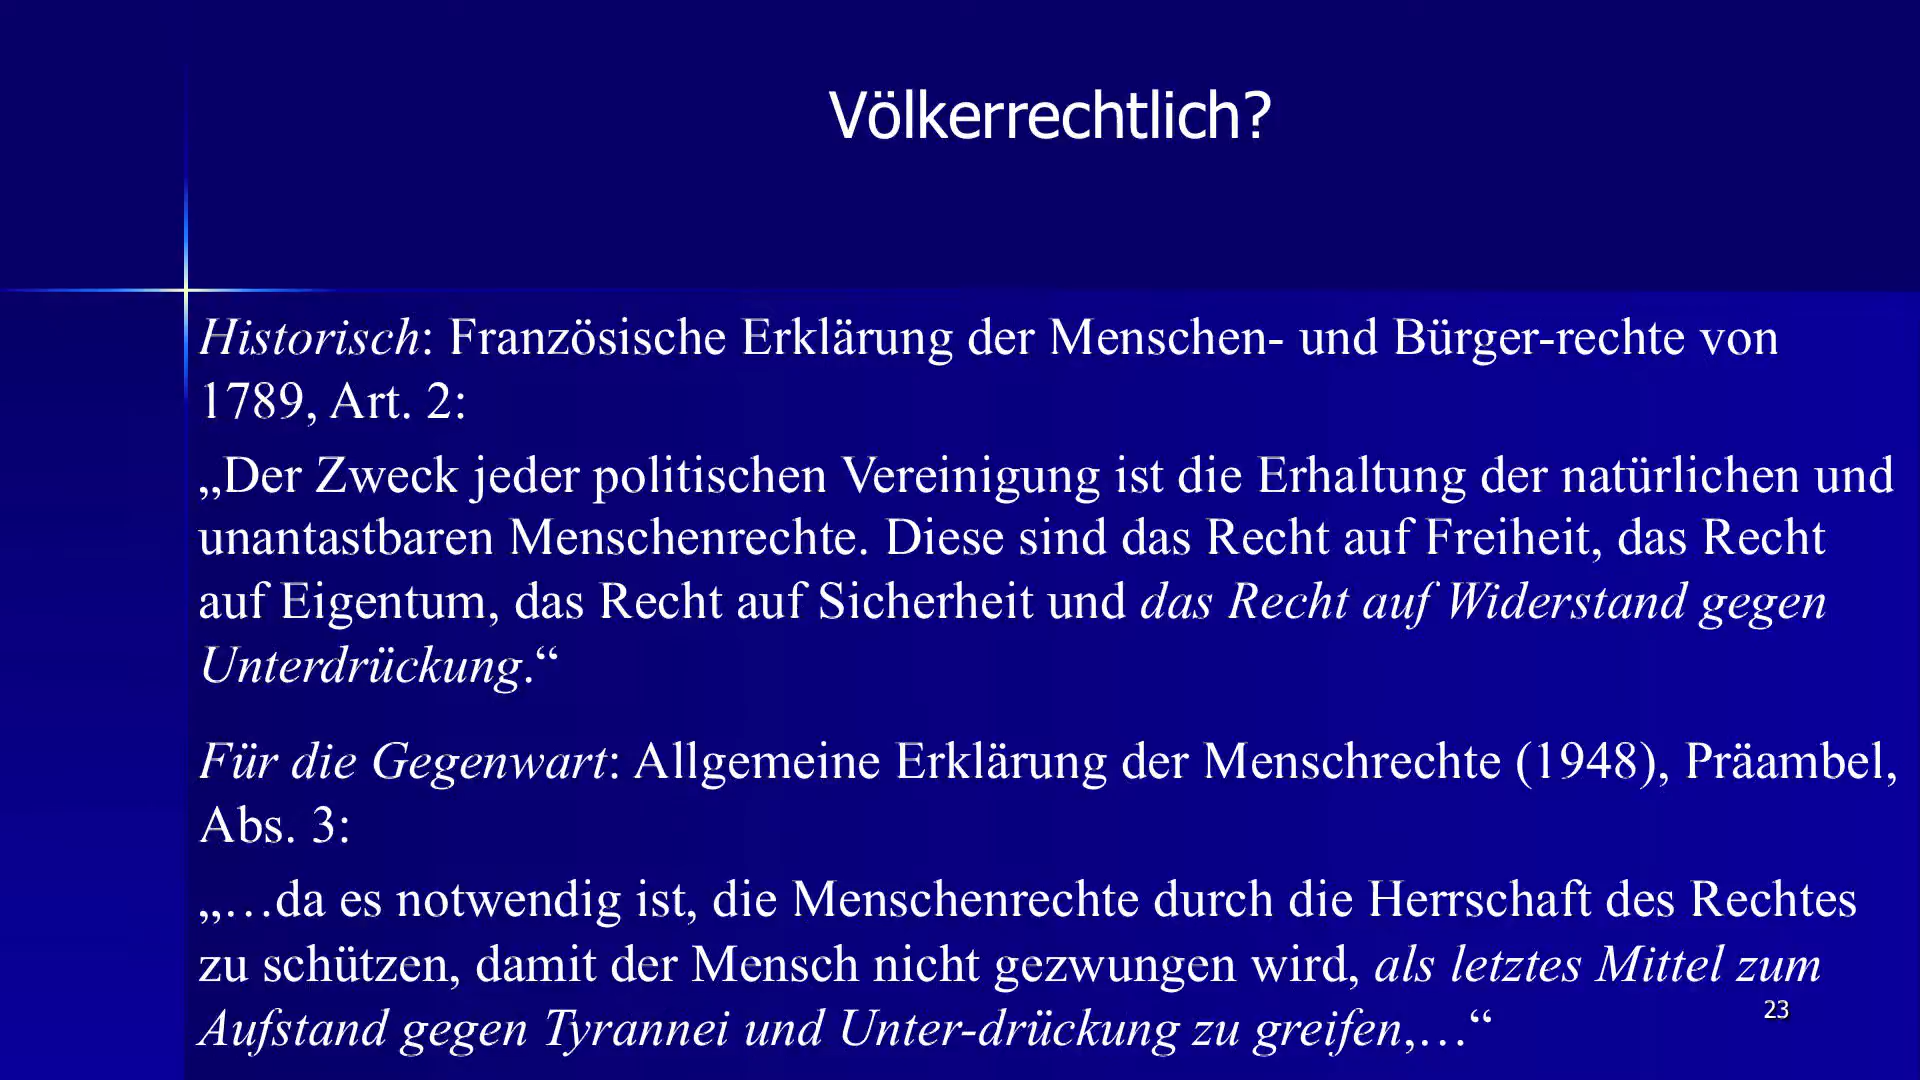 Völkerrechtlich?
Historisch: Französische Erklärung der Menschen- und Bürger-rechte von
1789, Art. 2:
„Der Zweck jeder politischen Vereinigung ist die Erhaltung der natürlichen und
unantastbaren Menschenrechte. Diese sind das Recht auf Freiheit, das Recht
auf Eigentum, das Recht auf Sicherheit und das Recht auf Widerstand gegen
Unterdrückung.“
Für die Gegenwart: Allgemeine Erklärung der Menschrechte (1948), Präambel,
Abs. 3:
„…da es notwendig ist, die Menschenrechte durch die Herrschaft des Rechtes
zu schützen, damit der Mensch nicht gezwungen wird, als letztes Mittel zum
Aufstand gegen Tyrannei und Unter-drückung zu greifen,…“
23